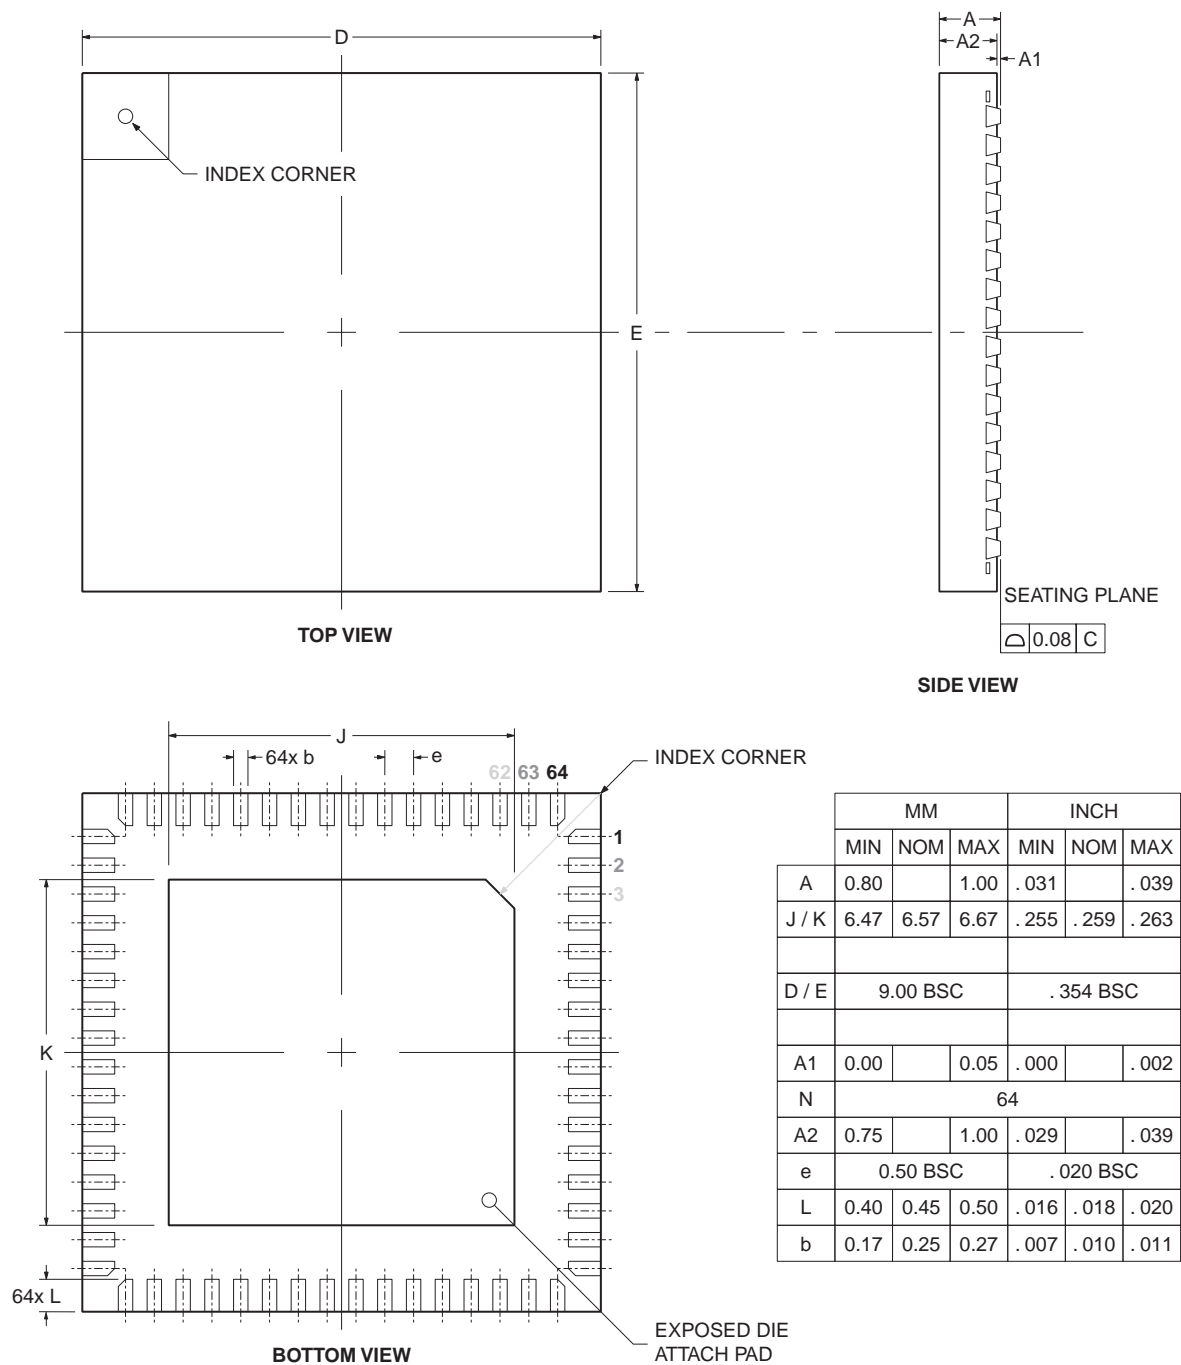 D
INDEX CORNER
E
TOP VIEW
A
A2
A1
SEATING PLANE
0.08 C
SIDE VIEW
J
64x b
e
62 63 64
INDEX CORNER
1
2
3
K
64x L
EXPOSED DIE
ATTACH PAD
BOTTOM VIEW
MM INCH
MIN NOM MAX MIN NOM MAX
A 0.80 1.00 . 031 . 039
J / K 6.47 6.57 6.67 . 255 . 259 . 263
D / E 9.00 BSC . 354 BSC
A1 0.00 0.05 . 000 . 002
N 64
A2 0.75 1.00 . 029 . 039
e 0.50 BSC . 020 BSC
L 0.40 0.45 0.50 . 016 . 018 . 020
b 0.17 0.25 0.27 . 007 . 010 . 011